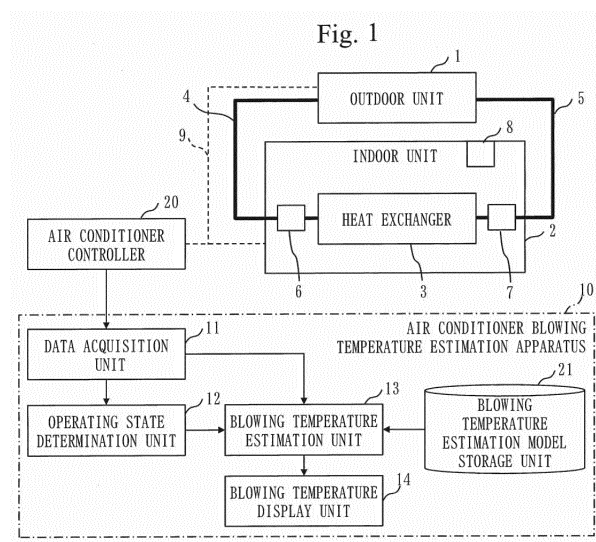 Fig. 1
1
OUTDOOR UNIT
4
5
9
8
INDOOR UNIT
20
AIR CONDITIONER
CONTROLLER
HEAT EXCHANGER
2
6
3
7
10
AIR CONDITIONER BLOWING
TEMPERATURE ESTIMATION APPARATUS
11
DATA ACQUISITION
UNIT
12
OPERATING STATE
DETERMINATION UNIT
13
BLOWING TEMPERATURE
ESTIMATION UNIT
21
BLOWING
TEMPERATURE
ESTIMATION MODEL
STORAGE UNIT
14
BLOWING TEMPERATURE
DISPLAY UNIT